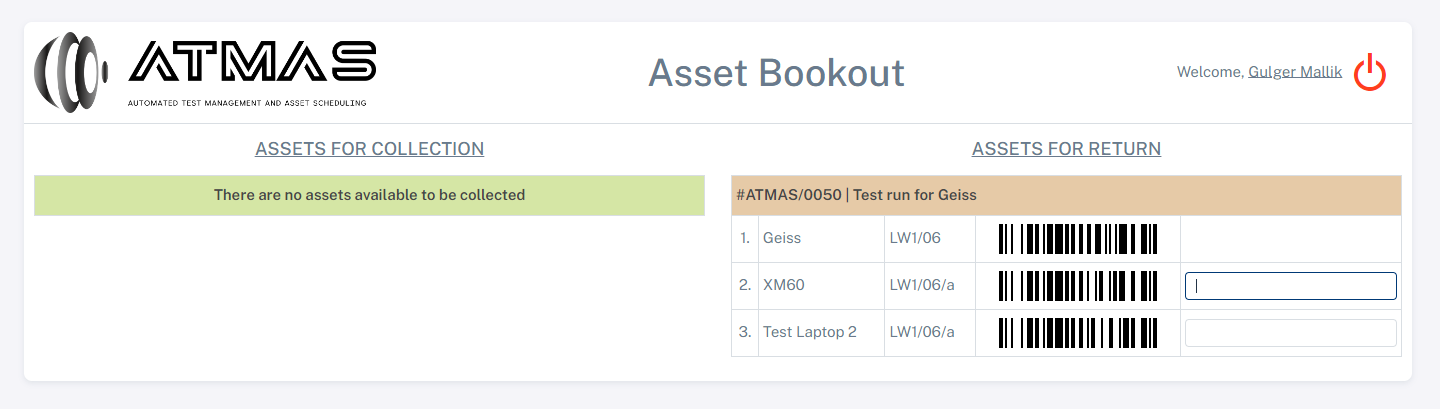 ATMAS
AUTOMATED TEST MANAGEMENT AND ASSET SCHEDULING
Asset Bookout
Welcome, Gulger Mallik
ASSETS FOR COLLECTION
There are no assets available to be collected
ASSETS FOR RETURN
#ATMAS/0050 | Test run for Geiss
1. Geiss LW1/06
2. XM60 LW1/06/a
3. Test Laptop 2 LW1/06/a